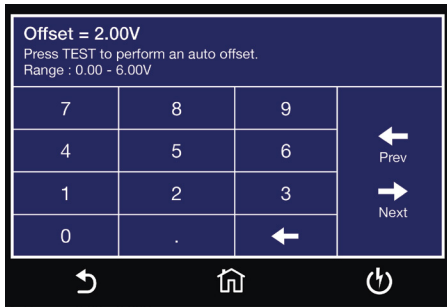 Offset = 2.00V
Press TEST to perform an auto offset.
Range : 0.00 - 6.00V
7 8 9
4 5 6
Prev
1 2 3
Next
0 .